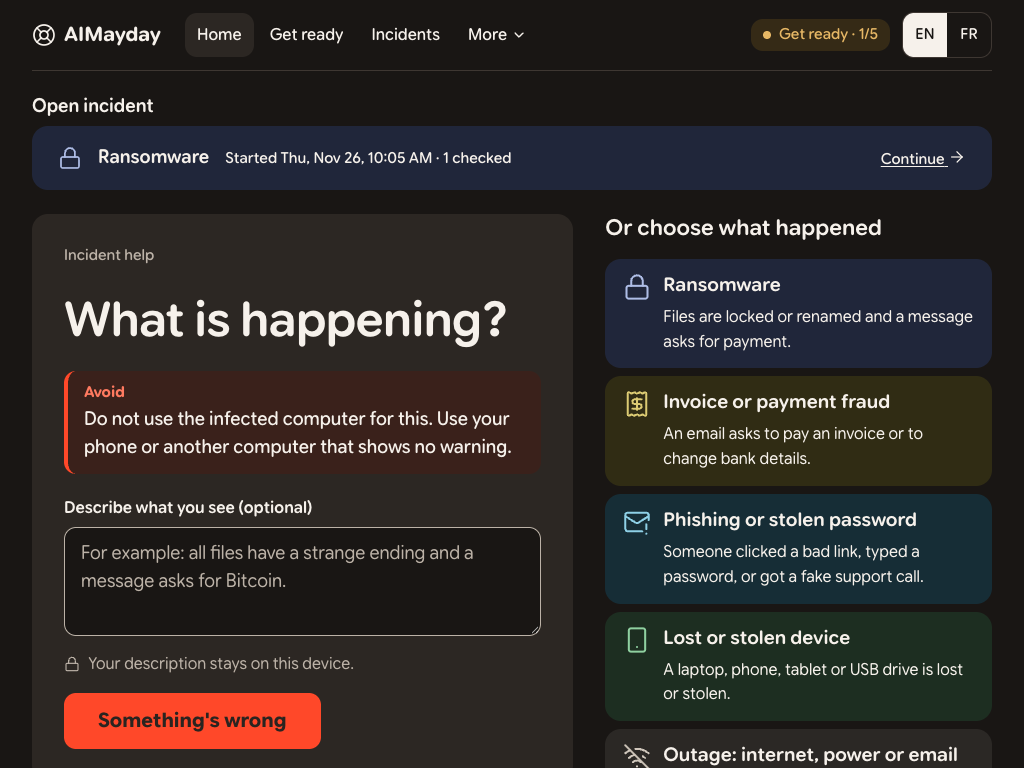 AIMayday
Home
Get ready
Incidents
More
Get ready · 1/5
EN
FR
Open incident
Ransomware
Started Thu, Nov 26, 10:05 AM · 1 checked
Continue →
Incident help
What is happening?
Avoid
Do not use the infected computer for this. Use your
phone or another computer that shows no warning.
Describe what you see (optional)
For example: all files have a strange ending and a
message asks for Bitcoin.
Your description stays on this device.
Something's wrong
Or choose what happened
Ransomware
Files are locked or renamed and a message
asks for payment.
Invoice or payment fraud
An email asks to pay an invoice or to
change bank details.
Phishing or stolen password
Someone clicked a bad link, typed a
password, or got a fake support call.
Lost or stolen device
A laptop, phone, tablet or USB drive is lost
or stolen.
Outage: internet, power or email